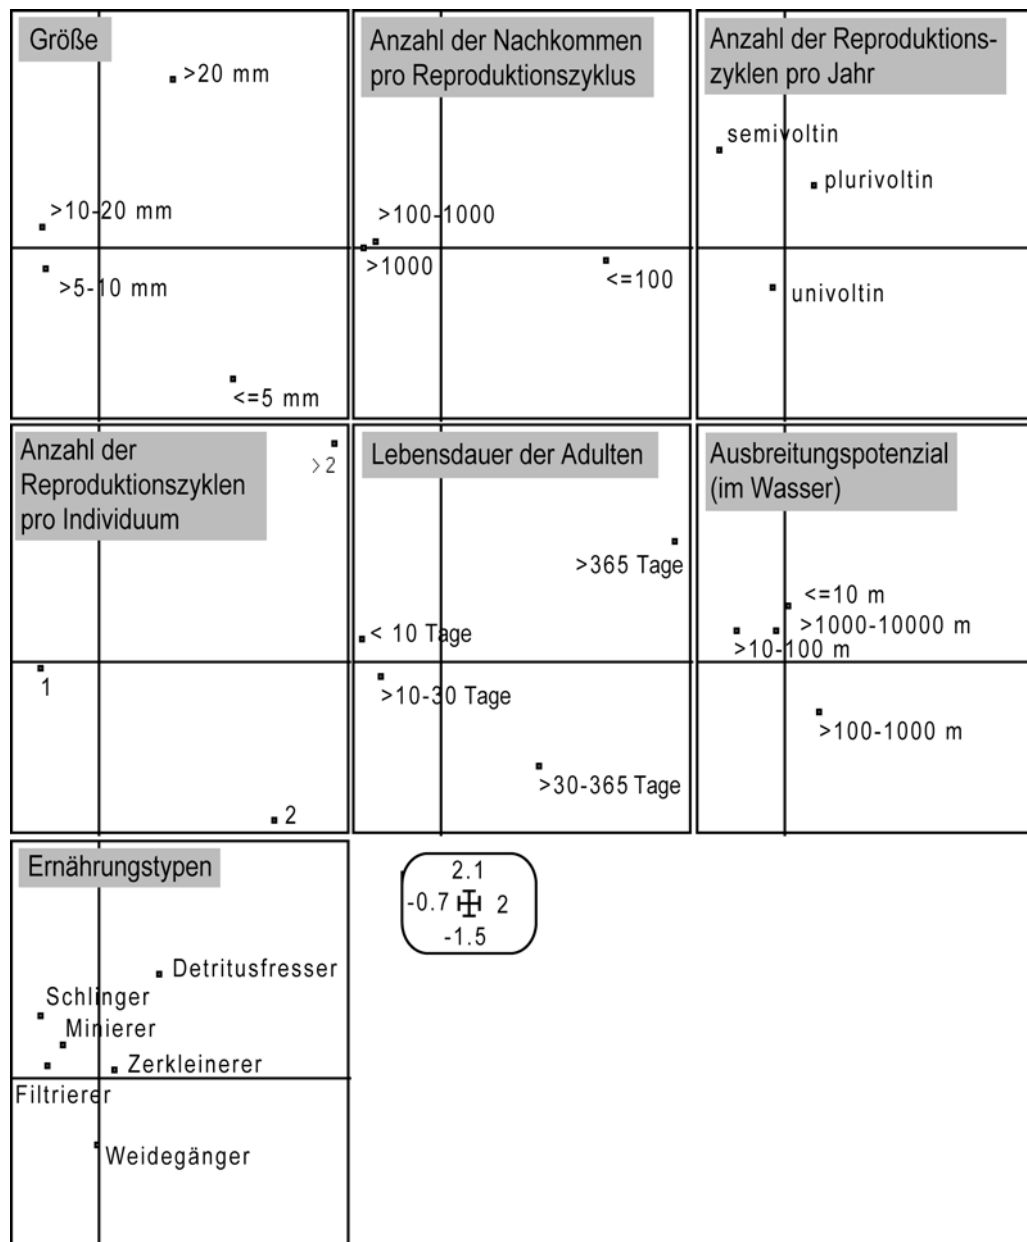 Größe
>20 mm
>10-20 mm
>5-10 mm
<=5 mm
Anzahl der Nachkommen
pro Reproduktionszyklus
>100-1000
>1000
<=100
Anzahl der Reproduktions-
zyklen pro Jahr
semivoltin
plurivoltin
univoltin
Anzahl der
Reproduktionszyklen
pro Individuum
>2
1
2
Lebensdauer der Adulten
>365 Tage
< 10 Tage
>10-30 Tage
>30-365 Tage
Ausbreitungspotenzial
(im Wasser)
<=10 m
>1000-10000 m
>10-100 m
>100-1000 m
Ernährungstypen
Detritusfresser
Schlinger
Minierer
Zerkleinerer
Filtrierer
Weidegänger
2.1
-0.7 2
-1.5